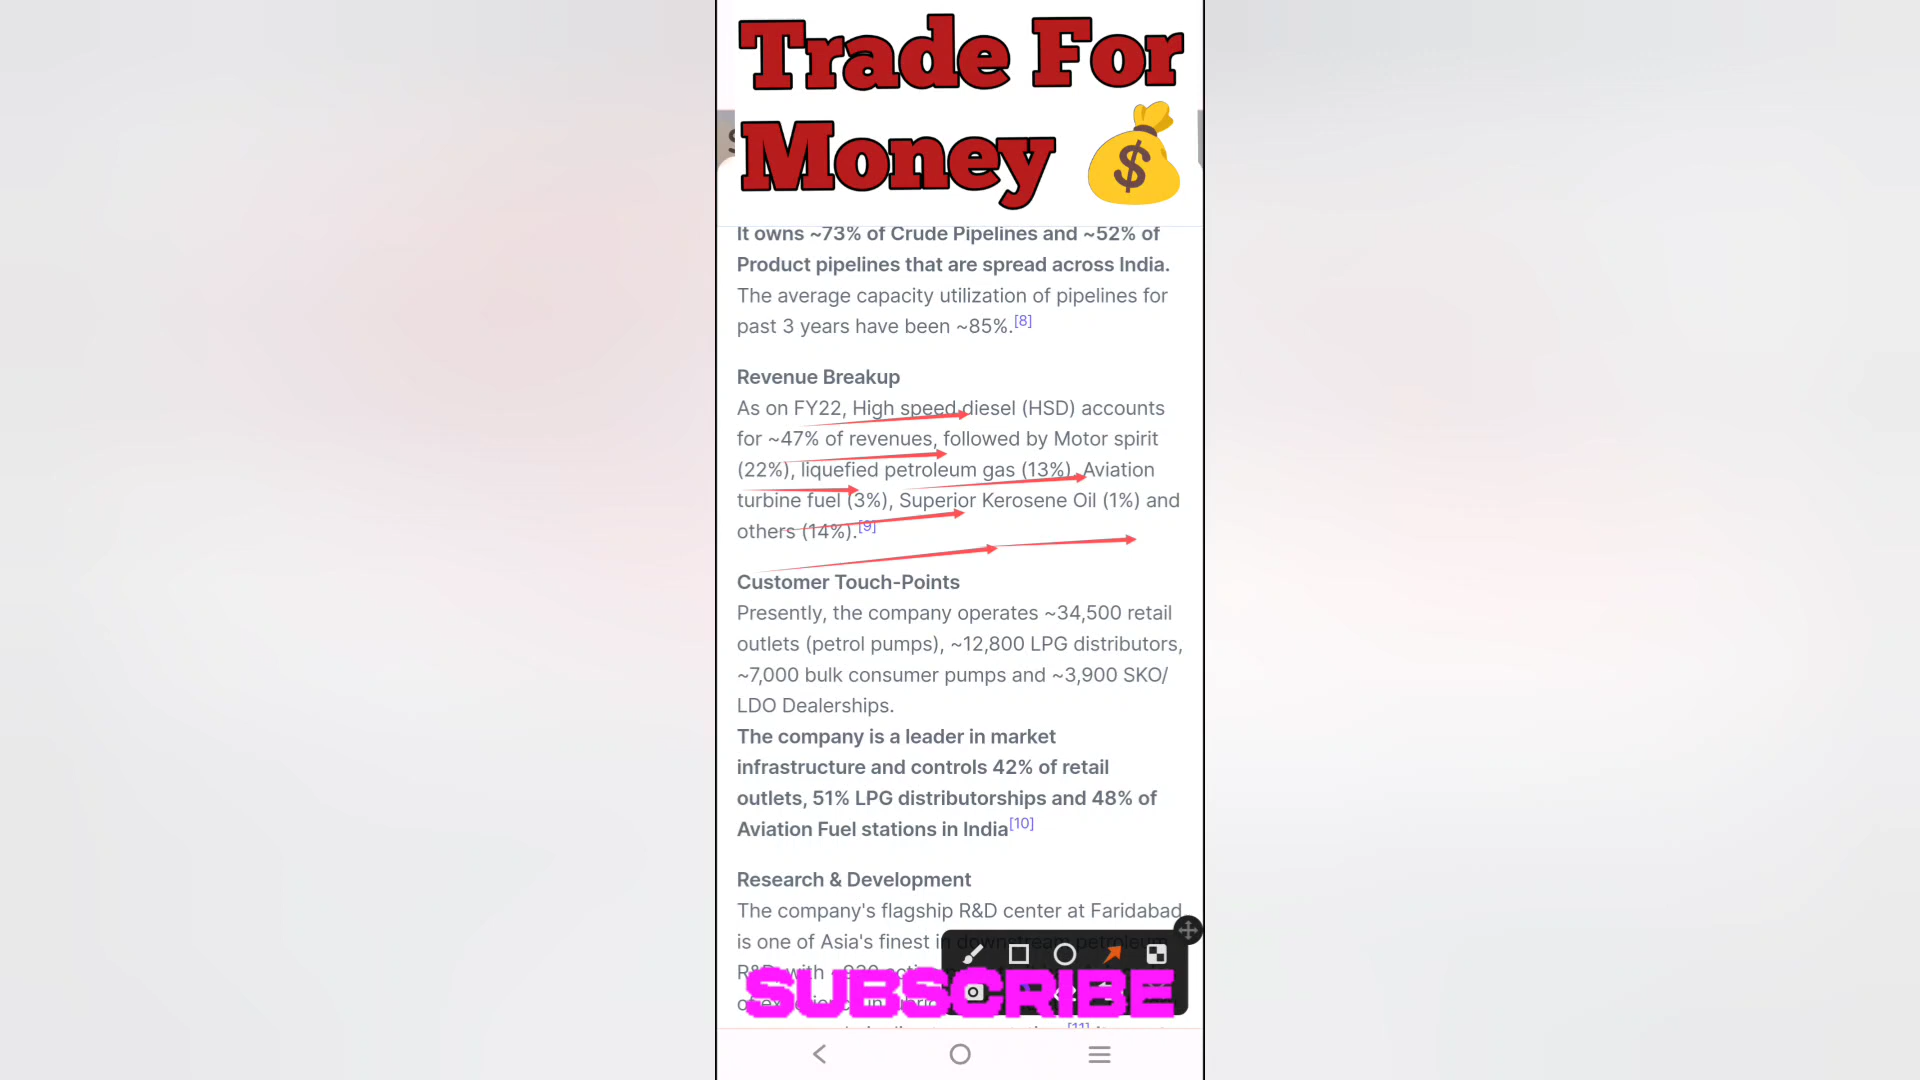 Trade For
Money
It owns ~73% of Crude Pipelines and ~52% of
Product pipelines that are spread across India.
The average capacity utilization of pipelines for
past 3 years have been ~85%.[8]
Revenue Breakup
As on FY22, High speed diesel (HSD) accounts
for ~47% of revenues, followed by Motor spirit
(22%), liquefied petroleum gas (13%), Aviation
turbine fuel (3%), Superior Kerosene Oil (1%) and
others (14%).[9]
Customer Touch-Points
Presently, the company operates ~34,500 retail
outlets (petrol pumps), ~12,800 LPG distributors,
~7,000 bulk consumer pumps and ~3,900 SKO/
LDO Dealerships.
The company is a leader in market
infrastructure and controls 42% of retail
outlets, 51% LPG distributorships and 48% of
Aviation Fuel stations in India[10]
Research & Development
The company's flagship R&D center at Faridabad
is one of Asia's finest in downstream petroleum
R&D with
SUBSCRIBE
[11]